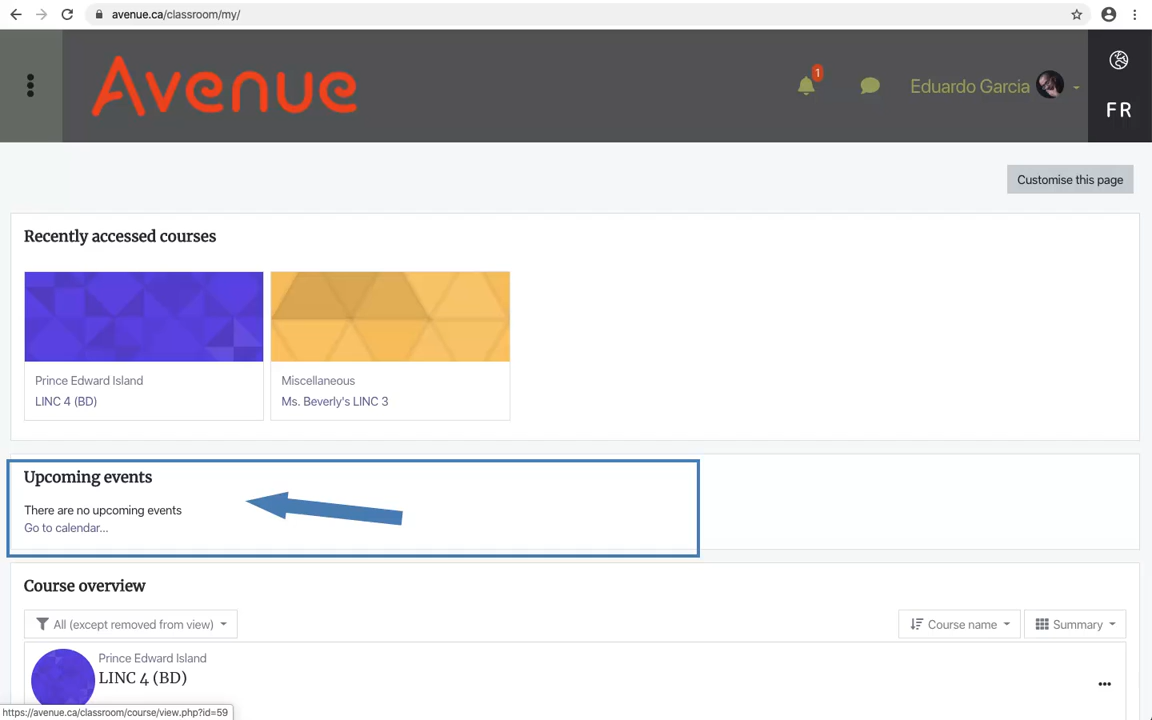 avenue.ca/classroom/my/
Avenue
1
Eduardo Garcia
FR
Customise this page
Recently accessed courses
Prince Edward Island
LINC 4 (BD)
Miscellaneous
Ms. Beverly's LINC 3
Upcoming events
There are no upcoming events
Go to calendar...
Course overview
All (except removed from view)
Course name
Summary
Prince Edward Island
LINC 4 (BD)
https://avenue.ca/classroom/course/view.php?id=59